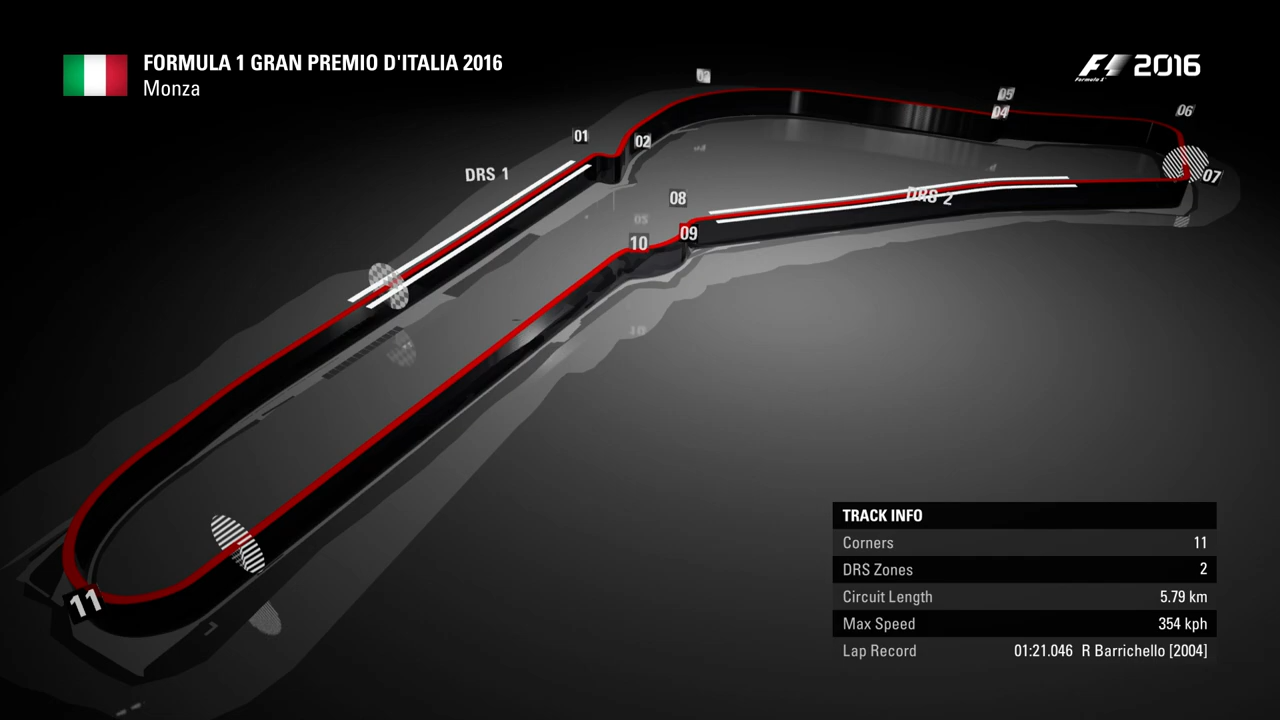 FORMULA 1 GRAN PREMIO D'ITALIA 2016
Monza
F1 2016
Formula 1
01
02
03
04
05
06
07
DRS 1
DRS 2
08
09
10
11
TRACK INFO
Corners 11
DRS Zones 2
Circuit Length 5.79 km
Max Speed 354 kph
Lap Record 01:21.046 R Barrichello [2004]